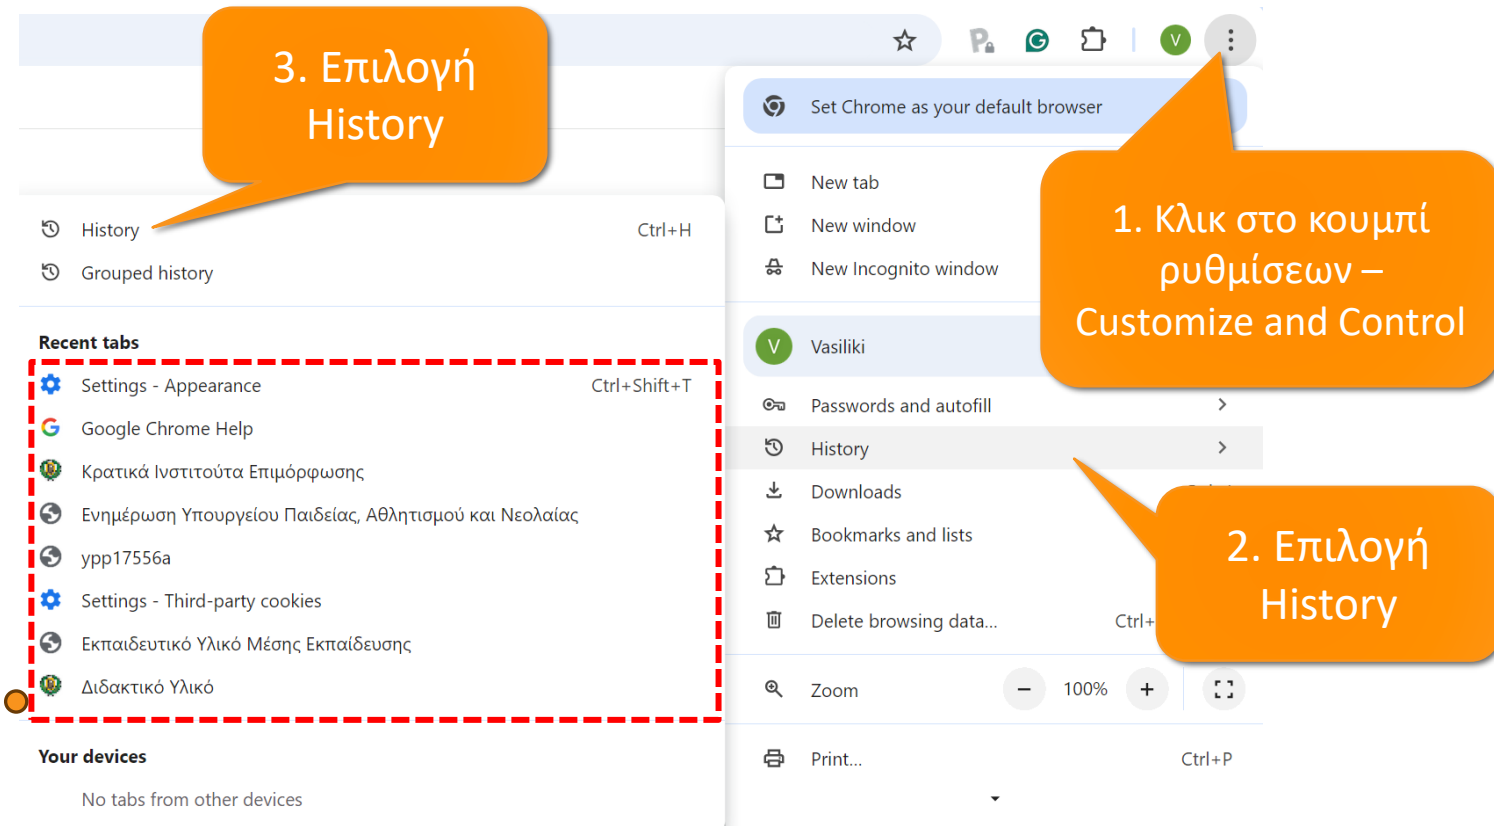 3. Επιλογή
History
Set Chrome as your default browser
New tab
New window
New Incognito window
1. Κλικ στο κουμπί
ρυθμίσεων –
Customize and Control
V
V
Vasiliki
Passwords and autofill
History
Downloads
Bookmarks and lists
Extensions
Delete browsing data...
Ctrl+
2. Επιλογή
History
Zoom
100%
Print...
Ctrl+P
History
Ctrl+H
Grouped history
Recent tabs
Settings - Appearance
Ctrl+Shift+T
Google Chrome Help
Κρατικά Ινστιτούτα Επιμόρφωσης
Ενημέρωση Υπουργείου Παιδείας, Αθλητισμού και Νεολαίας
ypp17556a
Settings - Third-party cookies
Εκπαιδευτικό Υλικό Μέσης Εκπαίδευσης
Διδακτικό Υλικό
Your devices
No tabs from other devices